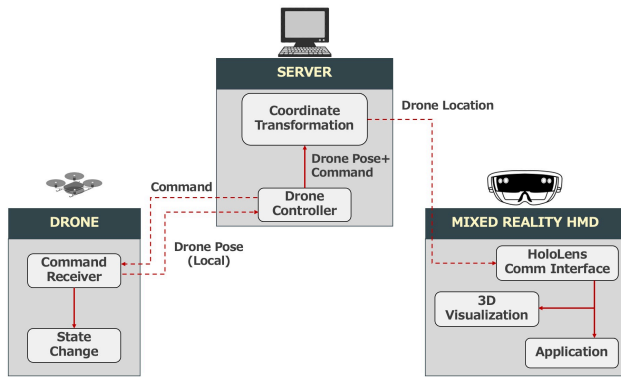 SERVER
Coordinate
Transformation
Drone Location
Drone Pose+
Command
Command
Drone
Controller
DRONE
Drone Pose
(Local)
Command
Receiver
State
Change
MIXED REALITY HMD
HoloLens
Comm Interface
3D
Visualization
Application